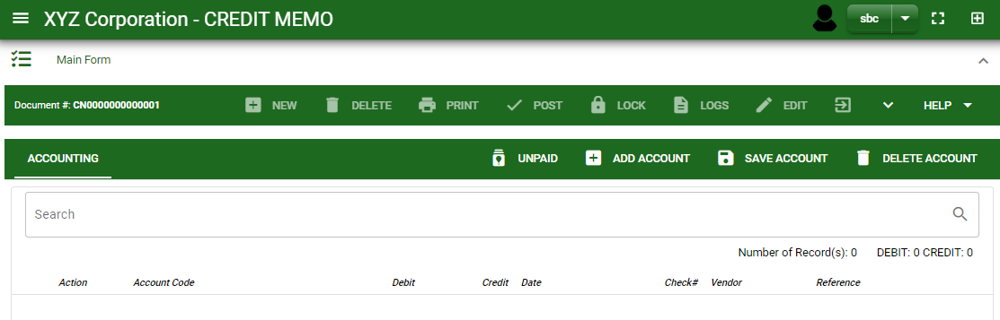 XYZ Corporation - CREDIT MEMO sbc
Main Form
Document #: CN0000000000001 NEW DELETE PRINT POST LOCK LOGS EDIT HELP
ACCOUNTING UNPAID ADD ACCOUNT SAVE ACCOUNT DELETE ACCOUNT
Search
Number of Record(s): 0 DEBIT: 0 CREDIT: 0
Action Account Code Debit Credit Date Check# Vendor Reference